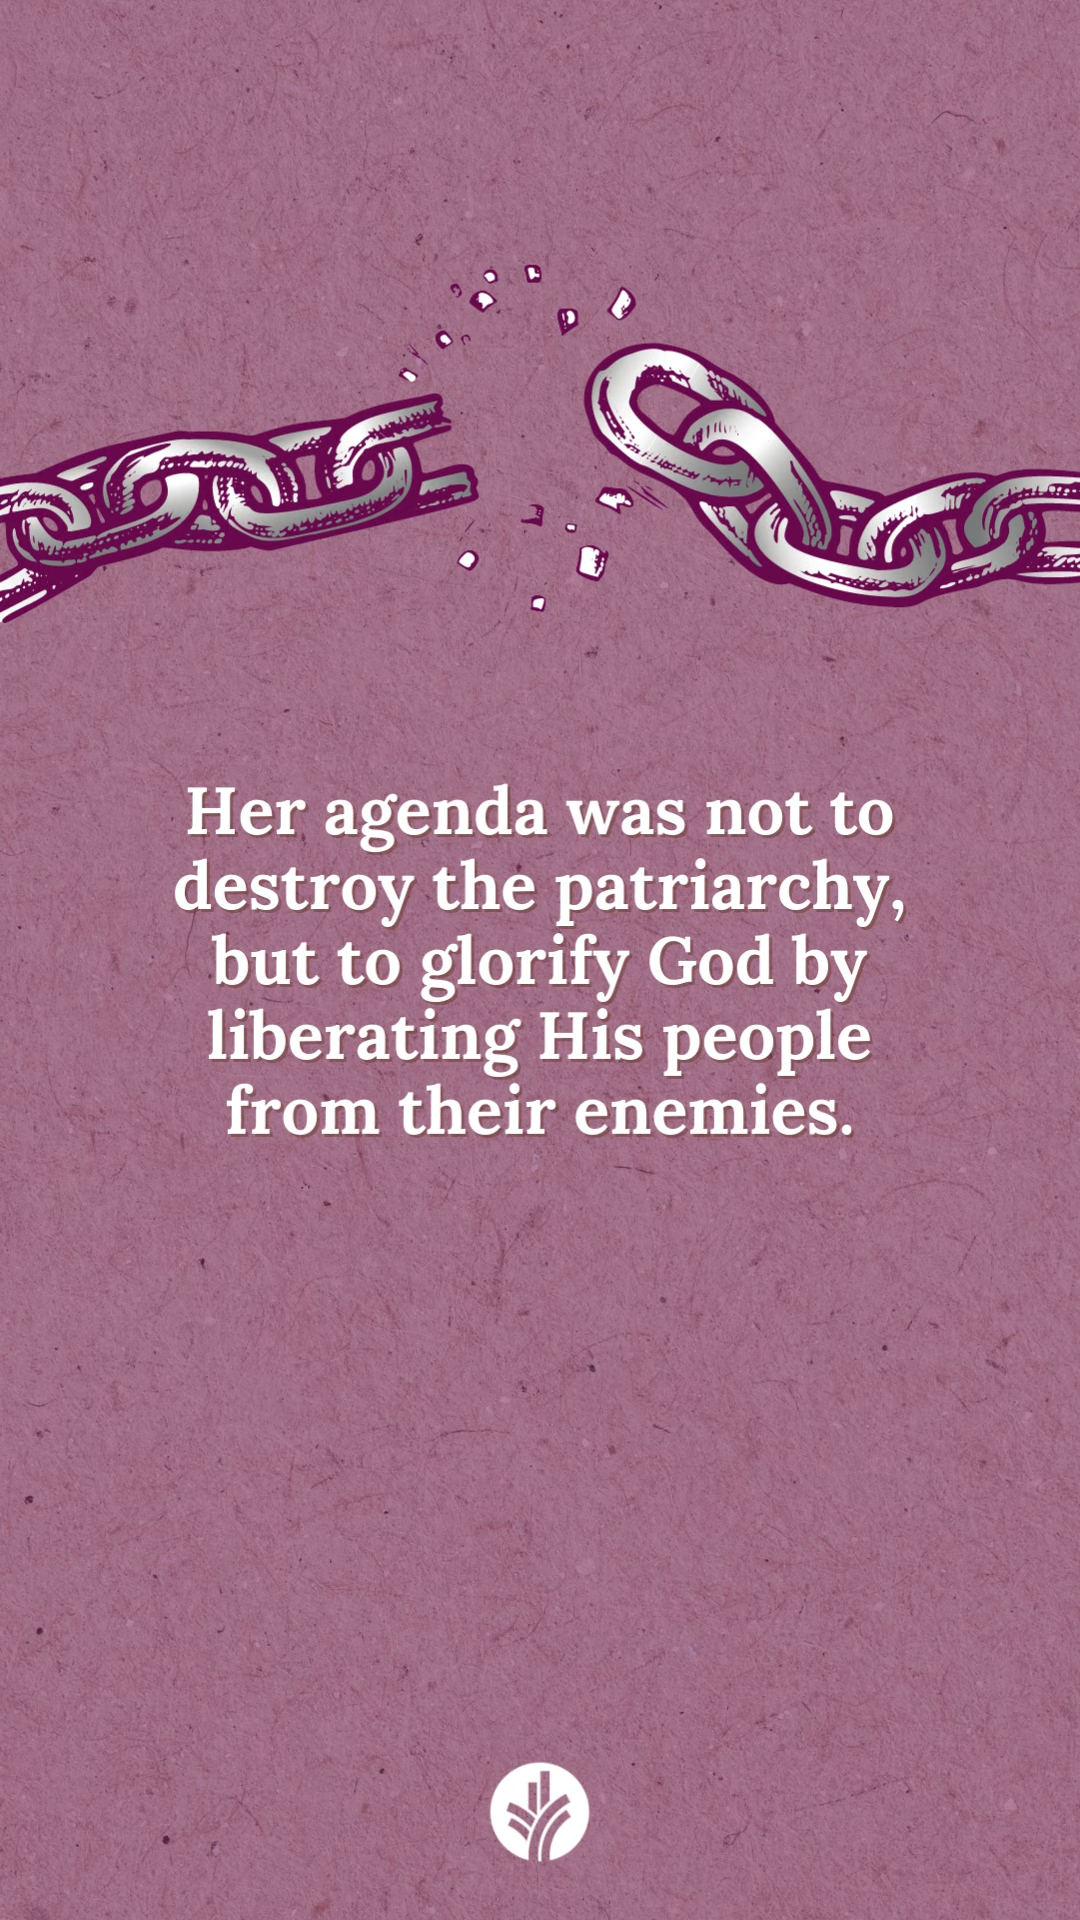 Her agenda was not to
destroy the patriarchy,
but to glorify God by
liberating His people
from their enemies.